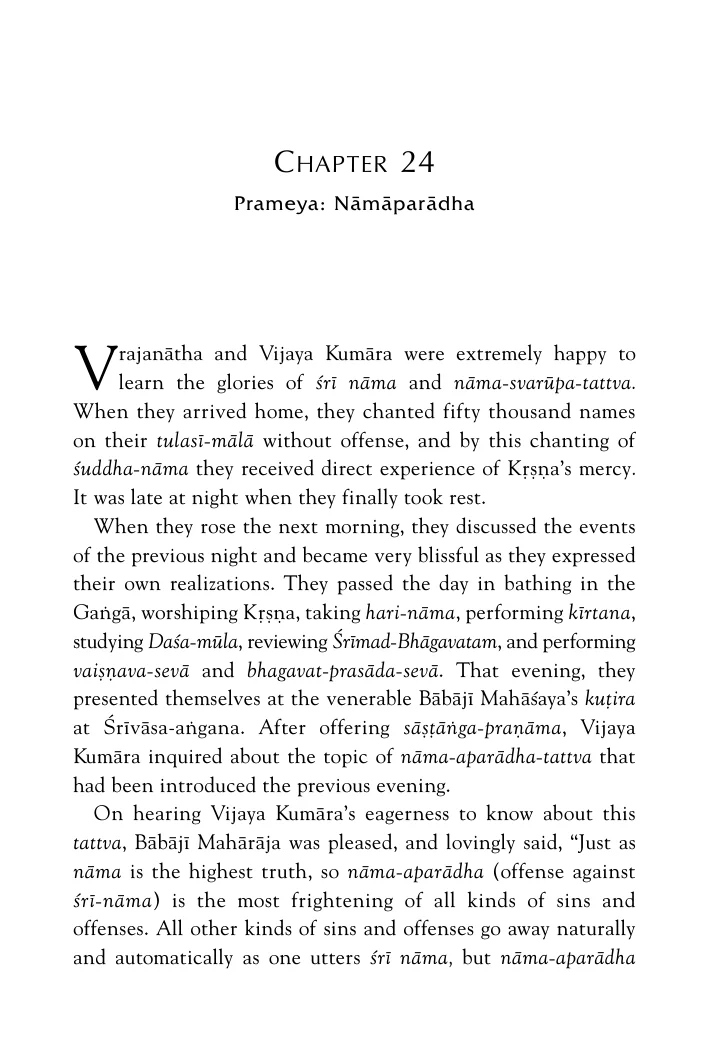 Chapter 24
Prameya: Nāmāparādha
Vrajanātha and Vijaya Kumāra were extremely happy to
learn the glories of śrī nāma and nāma-svarūpa-tattva.
When they arrived home, they chanted fifty thousand names
on their tulasī-mālā without offense, and by this chanting of
śuddha-nāma they received direct experience of Kṛṣṇa’s mercy.
It was late at night when they finally took rest.
When they rose the next morning, they discussed the events
of the previous night and became very blissful as they expressed
their own realizations. They passed the day in bathing in the
Gaṅgā, worshiping Kṛṣṇa, taking hari-nāma, performing kīrtana,
studying Daśa-mūla, reviewing Śrīmad-Bhāgavatam, and performing
vaiṣṇava-sevā and bhagavat-prasāda-sevā. That evening, they
presented themselves at the venerable Bābājī Mahāśaya’s kuṭira
at Śrīvāsa-aṅgana. After offering sāṣṭāṅga-praṇāma, Vijaya
Kumāra inquired about the topic of nāma-aparādha-tattva that
had been introduced the previous evening.
On hearing Vijaya Kumāra’s eagerness to know about this
tattva, Bābājī Mahārāja was pleased, and lovingly said, “Just as
nāma is the highest truth, so nāma-aparādha (offense against
śrī-nāma) is the most frightening of all kinds of sins and
offenses. All other kinds of sins and offenses go away naturally
and automatically as one utters śrī nāma, but nāma-aparādha